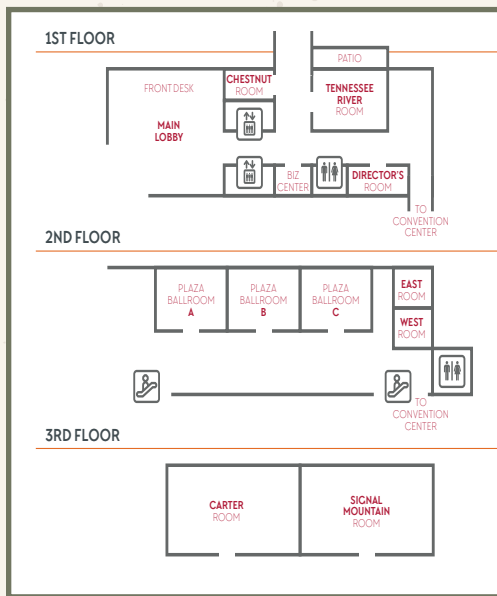 1ST FLOOR
PATIO
FRONT DESK
CHESTNUT
ROOM
TENNESSEE
RIVER
ROOM
MAIN
LOBBY
BIZ
CENTER
DIRECTOR'S
ROOM
TO
CONVENTION
CENTER
2ND FLOOR
PLAZA
BALLROOM
A
PLAZA
BALLROOM
B
PLAZA
BALLROOM
C
EAST
ROOM
WEST
ROOM
TO
CONVENTION
CENTER
3RD FLOOR
CARTER
ROOM
SIGNAL
MOUNTAIN
ROOM